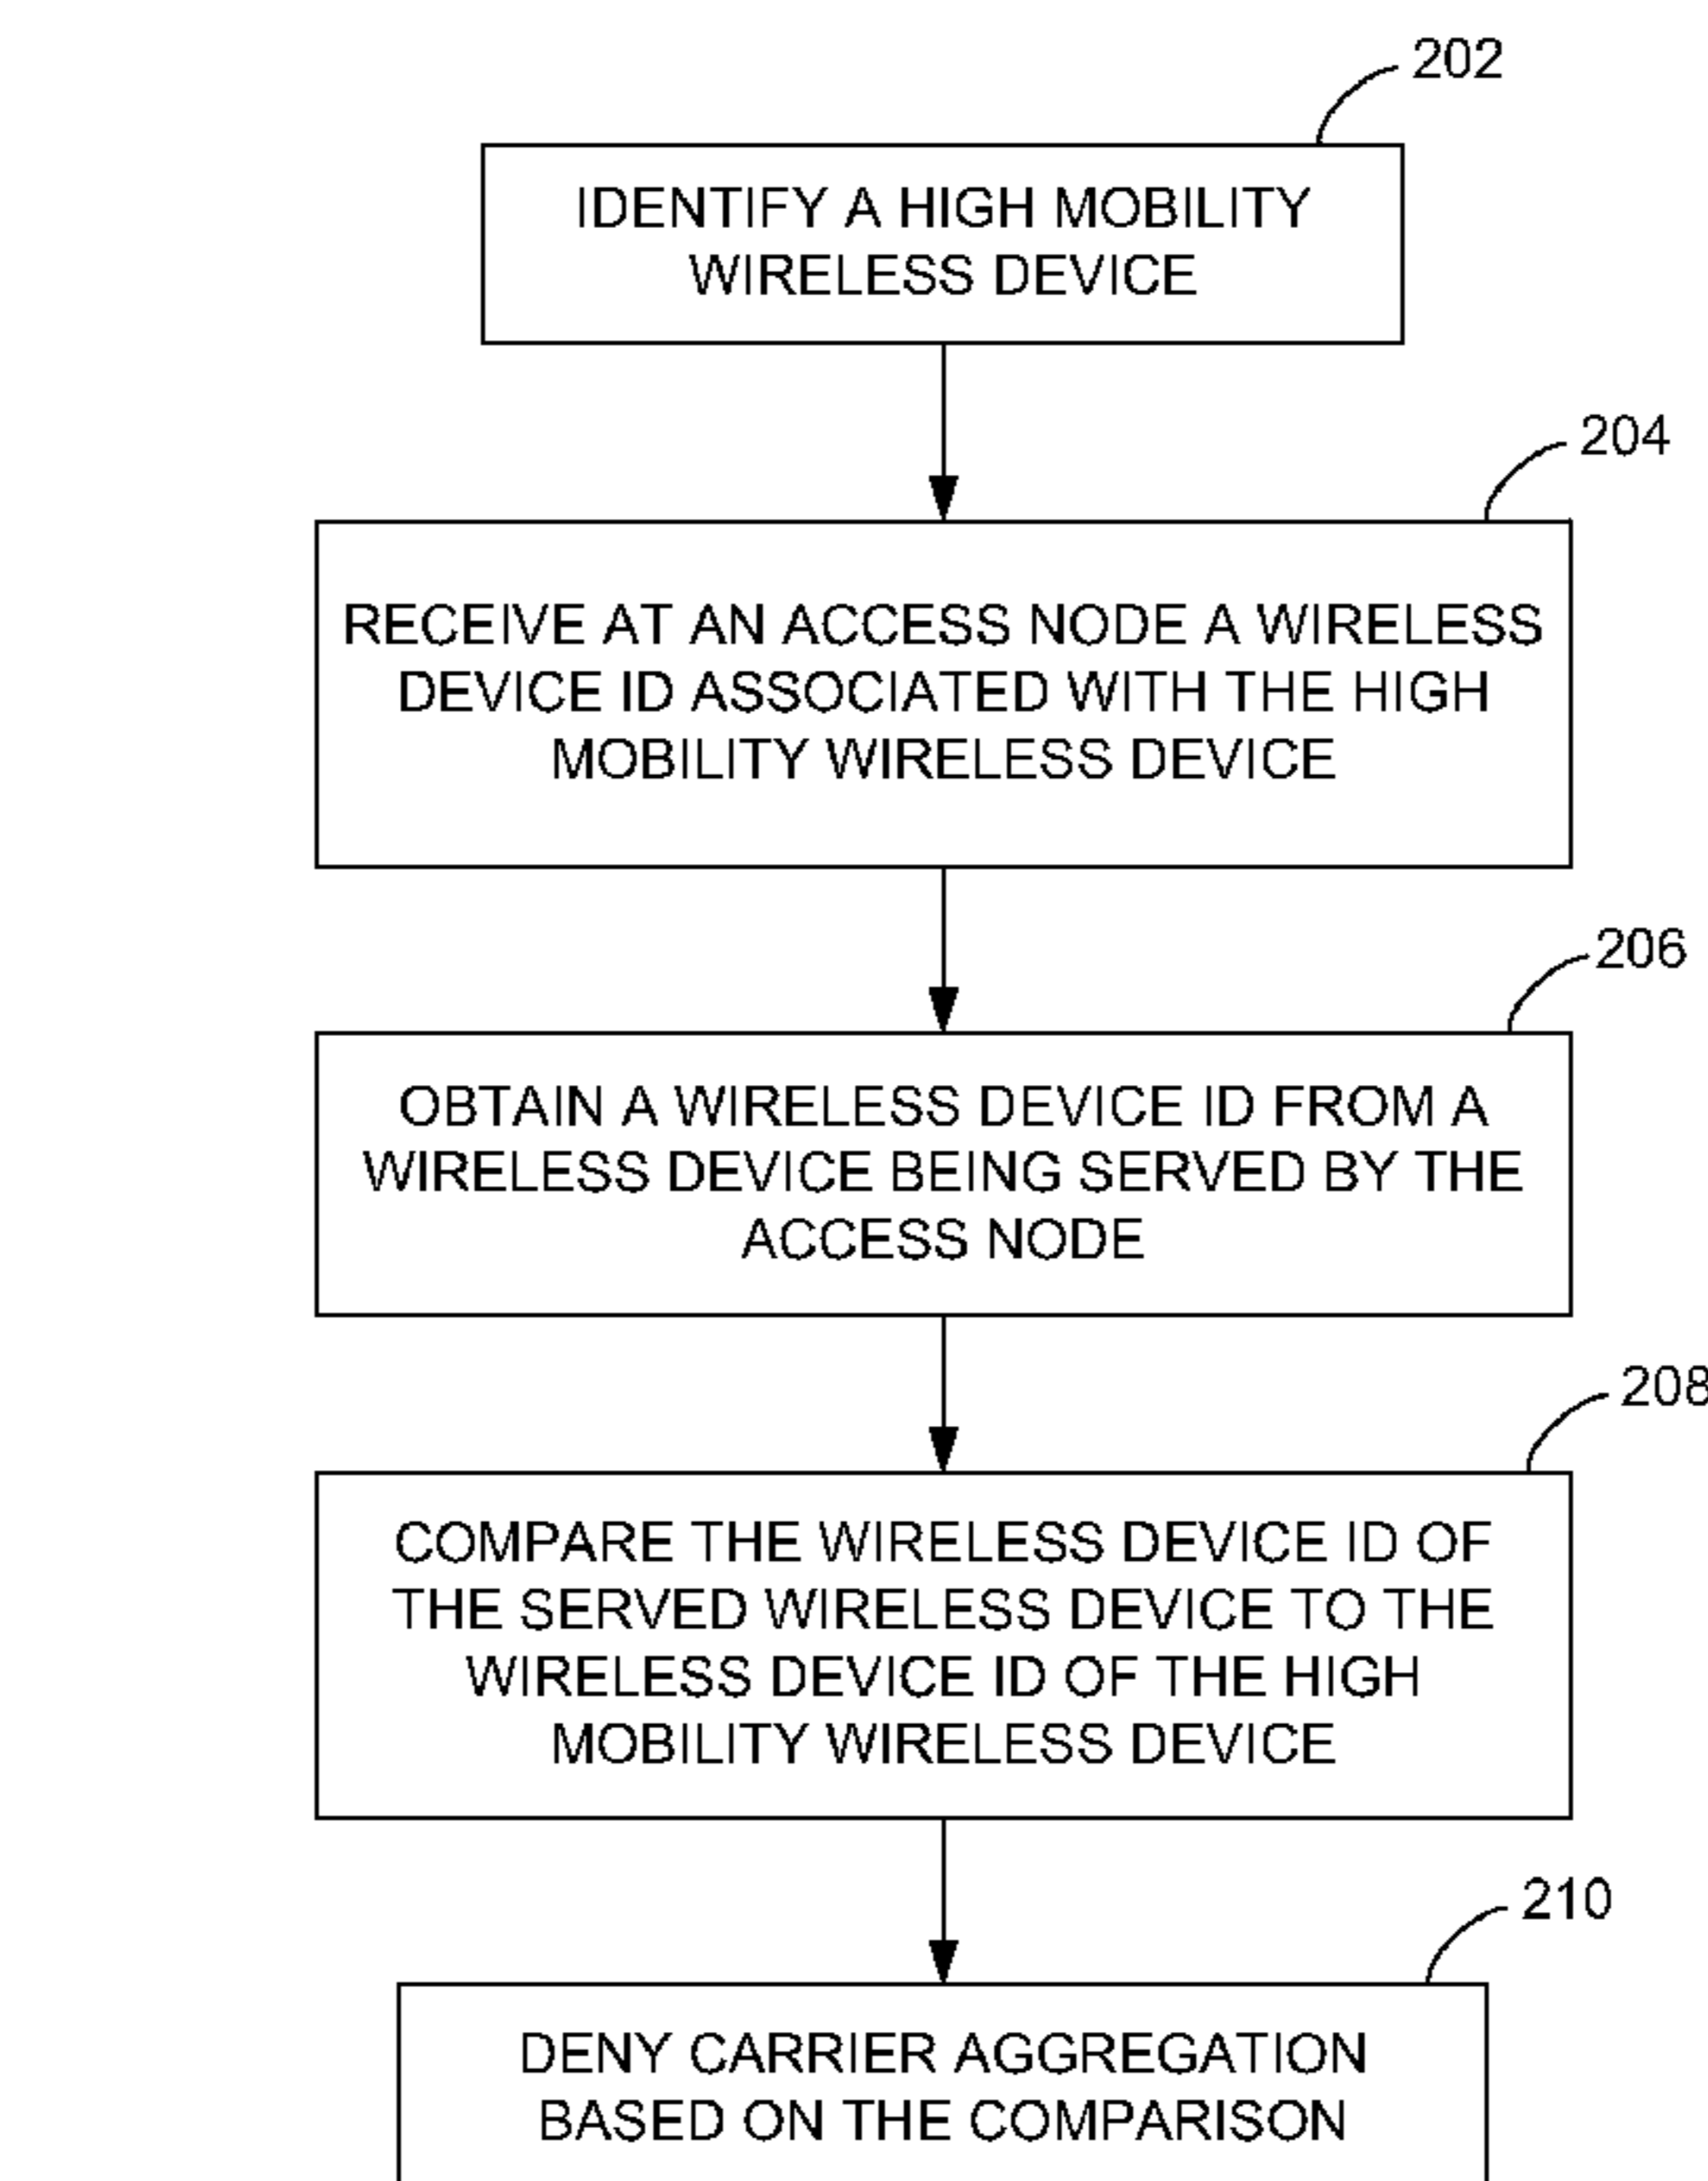 202
IDENTIFY A HIGH MOBILITY
WIRELESS DEVICE
204
RECEIVE AT AN ACCESS NODE A WIRELESS
DEVICE ID ASSOCIATED WITH THE HIGH
MOBILITY WIRELESS DEVICE
206
OBTAIN A WIRELESS DEVICE ID FROM A
WIRELESS DEVICE BEING SERVED BY THE
ACCESS NODE
208
COMPARE THE WIRELESS DEVICE ID OF
THE SERVED WIRELESS DEVICE TO THE
WIRELESS DEVICE ID OF THE HIGH
MOBILITY WIRELESS DEVICE
210
DENY CARRIER AGGREGATION
BASED ON THE COMPARISON